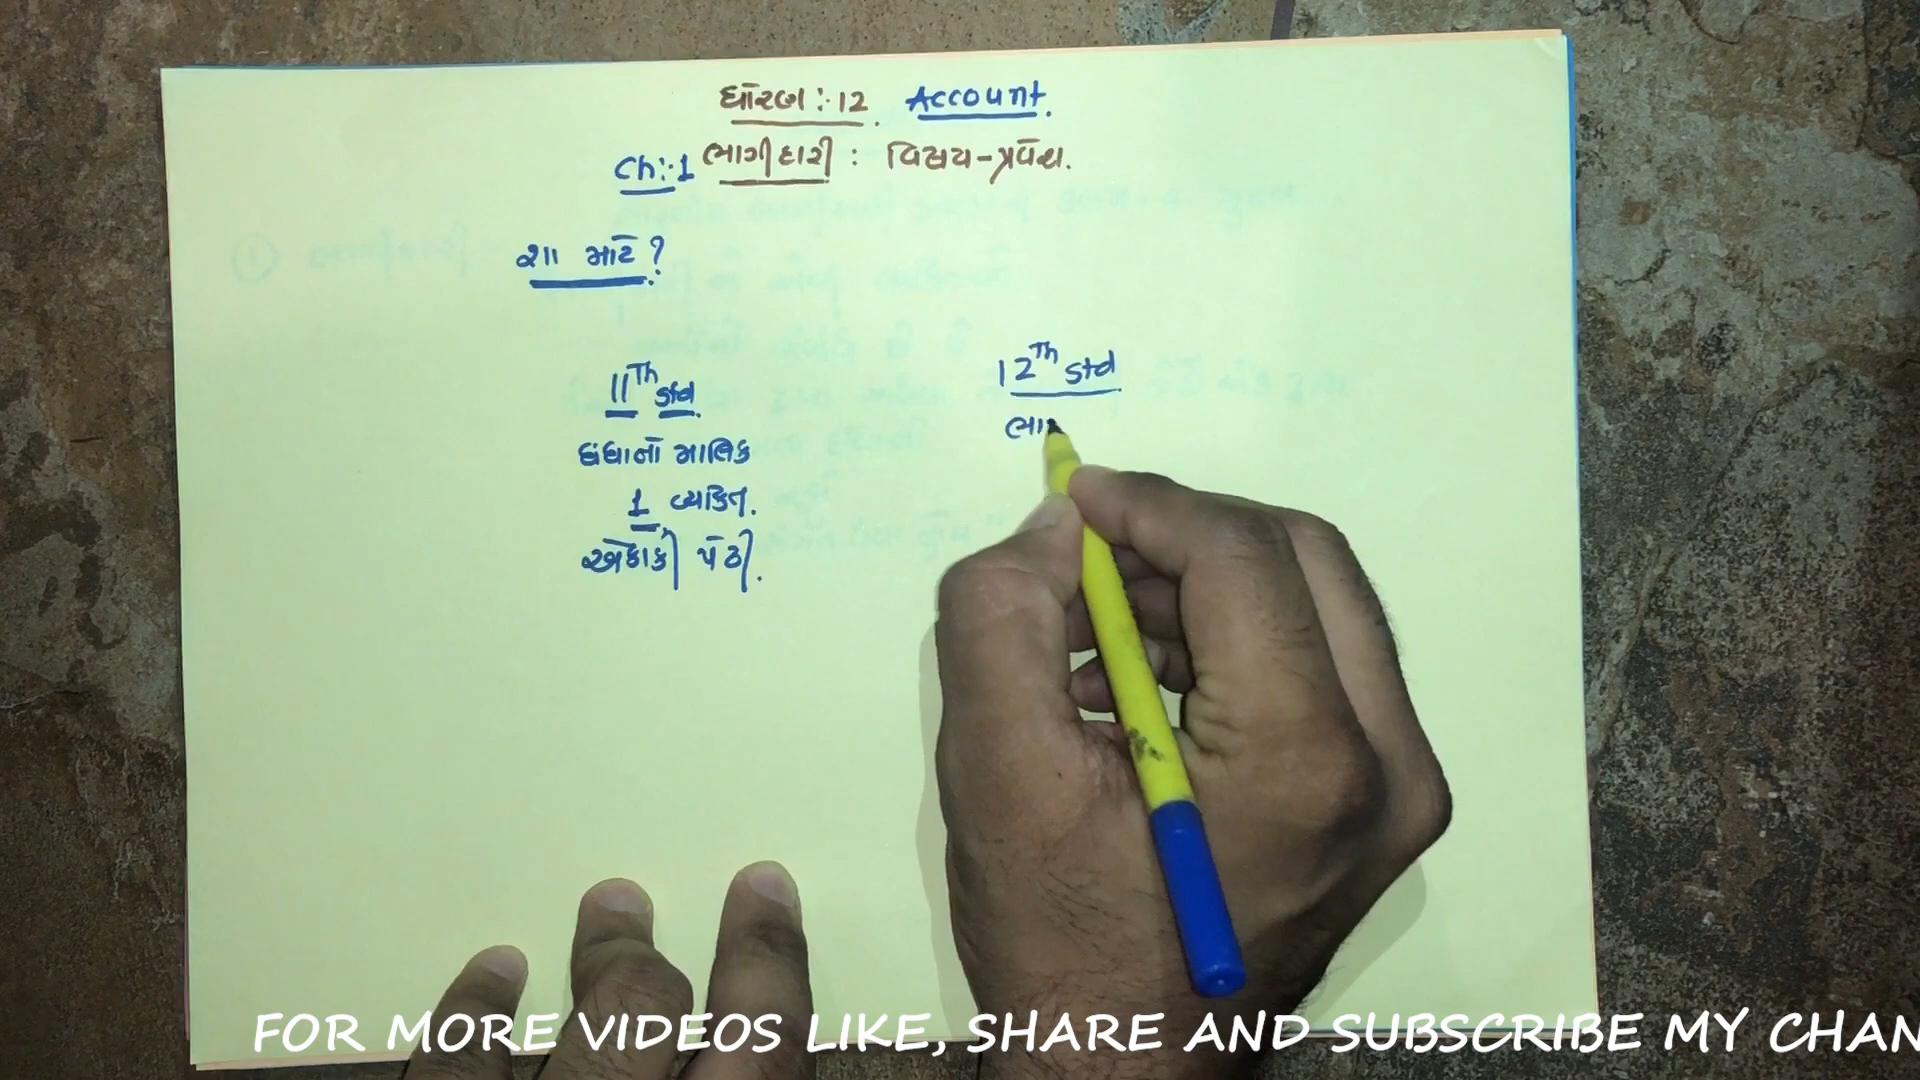 ધોરણ :- 12. Account.
Ch:-1 ભાગીદારી : વિષય-પ્રવેશ.
શા માટે ?
11Th Std.
ધંધાનો માલિક
1 વ્યકિત.
એકાકી પેઢી.
12Th Std
ભા
FOR MORE VIDEOS LIKE, SHARE AND SUBSCRIBE MY CHAN